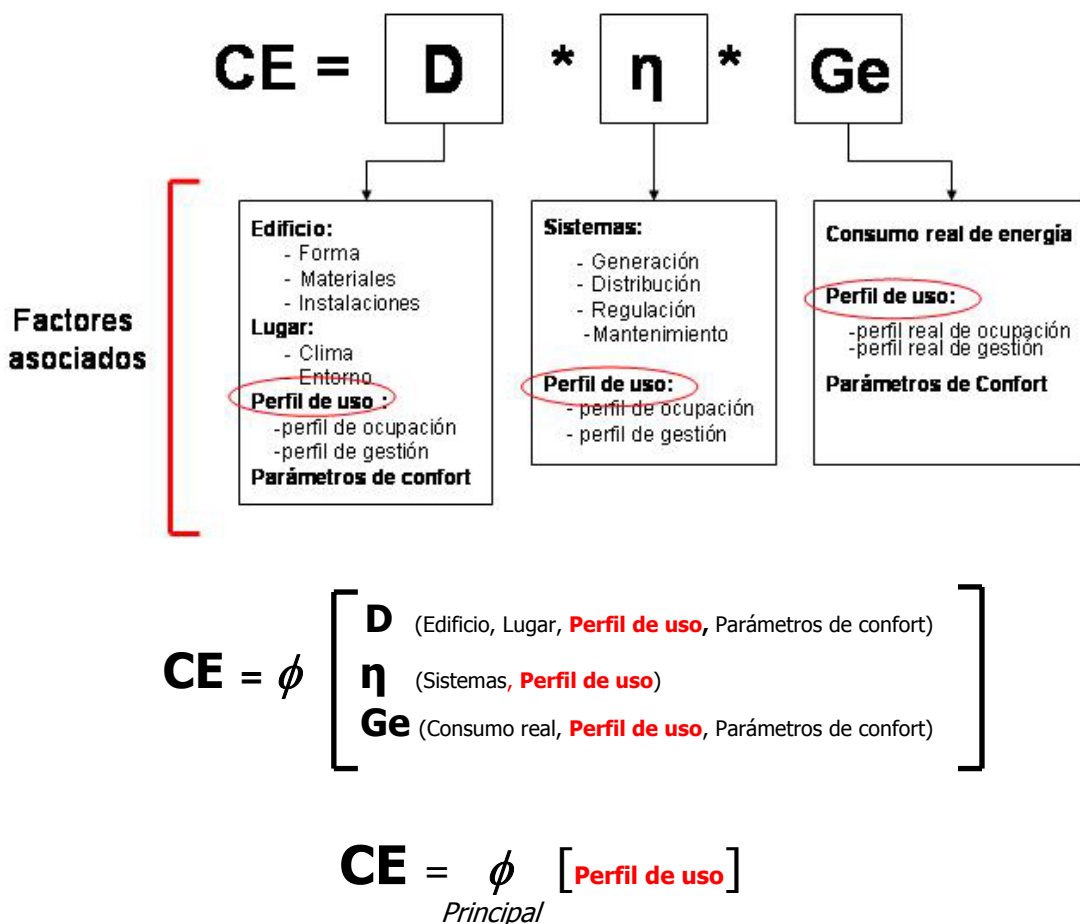 CE = D * η * Ge
Factores
asociados
Edificio:
- Forma
- Materiales
- Instalaciones
Lugar:
- Clima
- Entorno
Perfil de uso :
-perfil de ocupación
-perfil de gestión
Parámetros de confort
Sistemas:
- Generación
- Distribución
- Regulación
-Mantenimiento
Perfil de uso:
- perfil de ocupación
- perfil de gestión
Consumo real de energía
Perfil de uso:
-perfil real de ocupación
-perfil real de gestión
Parámetros de Confort
CE = ϕ
D (Edificio, Lugar, Perfil de uso, Parámetros de confort)
η (Sistemas, Perfil de uso)
Ge (Consumo real, Perfil de uso, Parámetros de confort)
CE = ϕ [Perfil de uso]
Principal